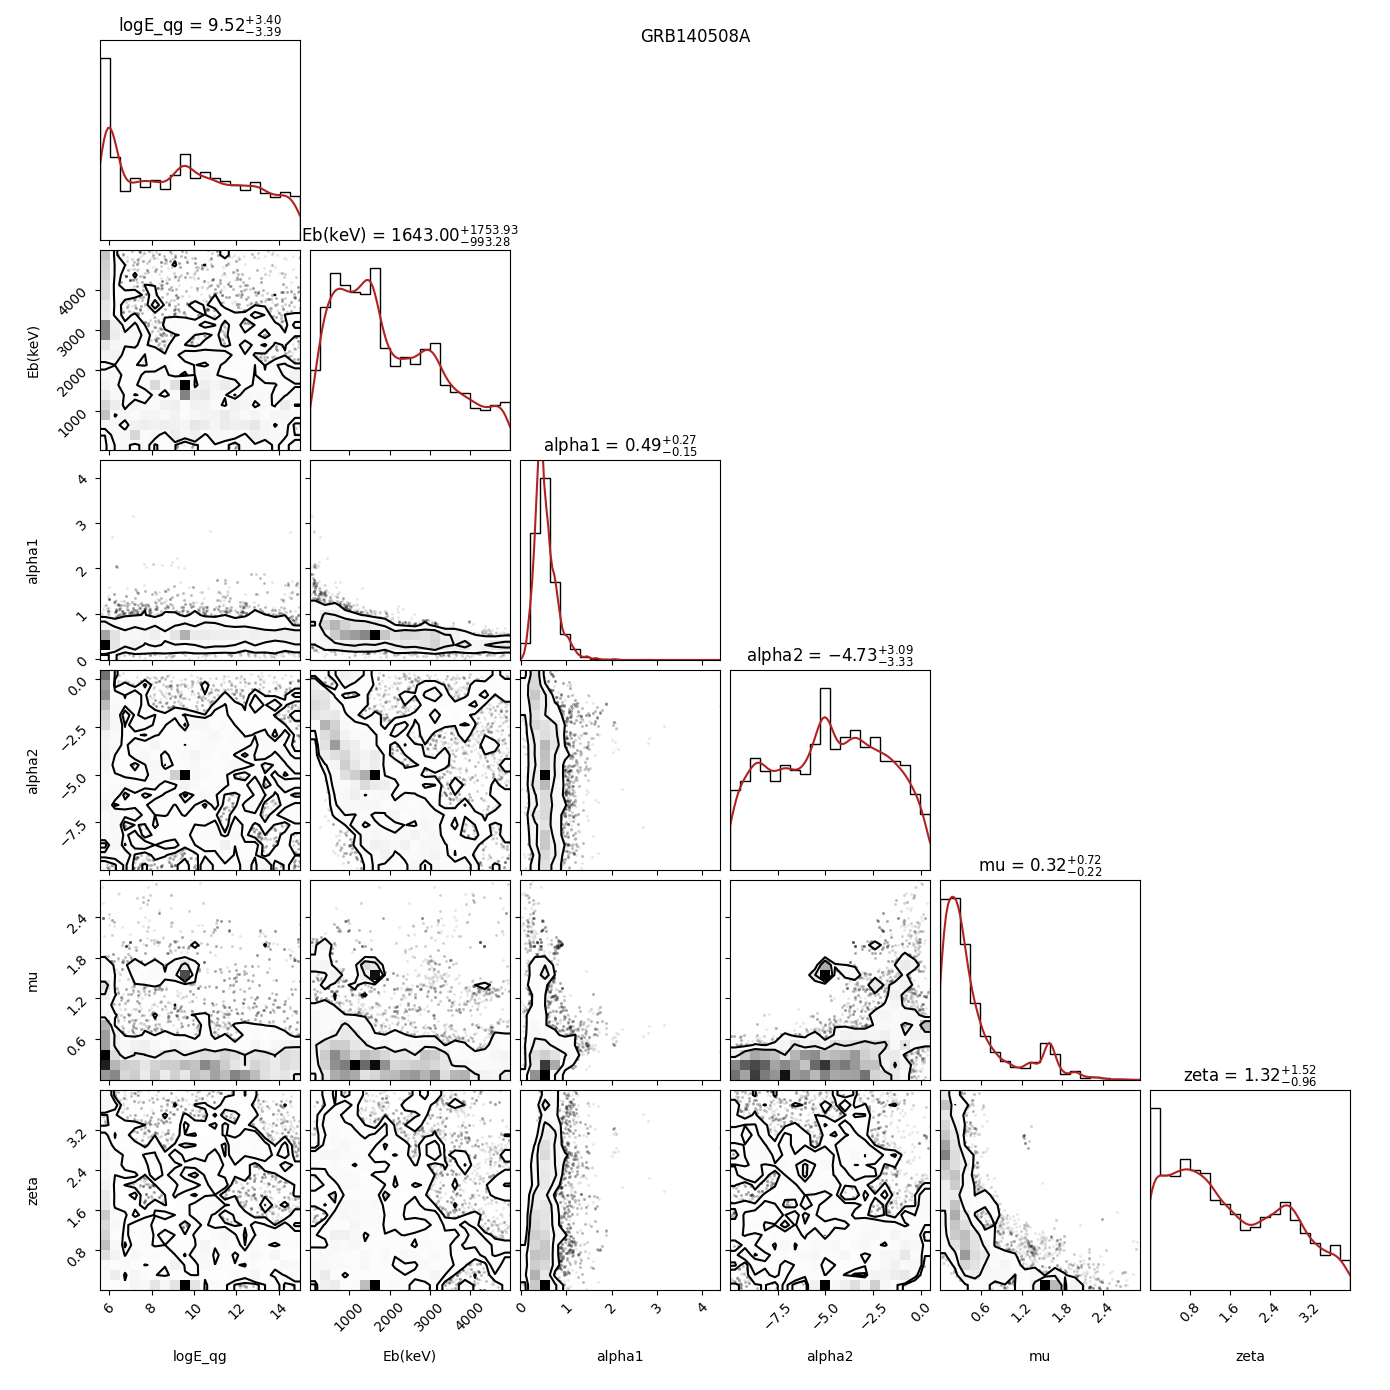 logE_qg = 9.52+3.40−3.39
GRB140508A
Eb(keV) = 1643.00+1753.93−993.28
Eb(keV)
4000
3000
2000
1000
alpha1 = 0.49+0.27−0.15
alpha1
4
3
2
1
0
alpha2 = −4.73+3.09−3.33
alpha2
0.0
−2.5
−5.0
−7.5
mu = 0.32+0.72−0.22
mu
2.4
1.8
1.2
0.6
zeta = 1.32+1.52−0.96
zeta
3.2
2.4
1.6
0.8
6 8 10 12 14
1000 2000 3000 4000
0 1 2 3 4
−7.5 −5.0 −2.5 0.0
0.6 1.2 1.8 2.4
0.8 1.6 2.4 3.2
logE_qg Eb(keV) alpha1 alpha2 mu zeta